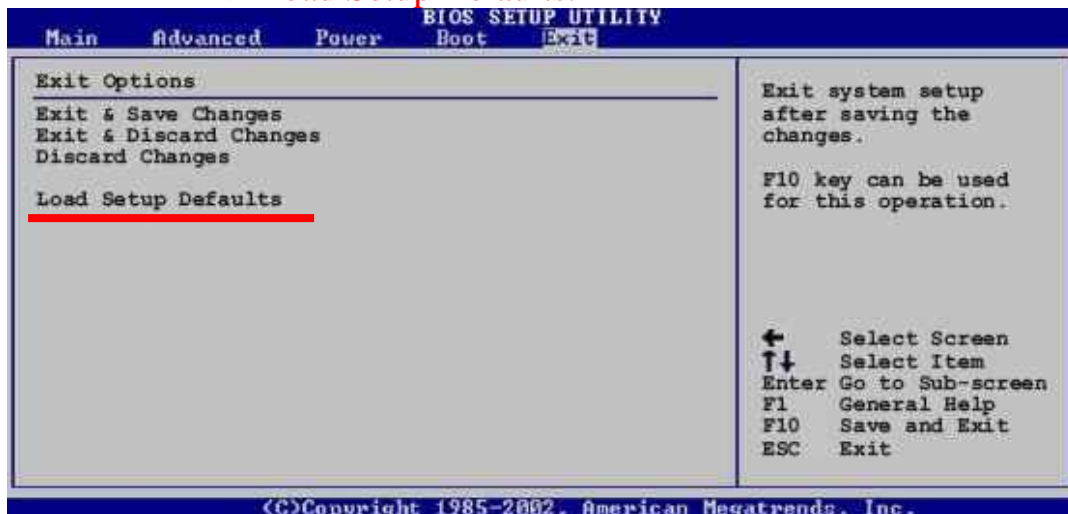 BIOS SETUP UTILITY
Main Advanced Power Boot Exit
Exit Options
Exit & Save Changes
Exit & Discard Changes
Discard Changes
Load Setup Defaults
Exit system setup
after saving the
changes.
F10 key can be used
for this operation.
← Select Screen
↑↓ Select Item
Enter Go to Sub-screen
F1 General Help
F10 Save and Exit
ESC Exit
(C)Copyright 1985-2002, American Megatrends, Inc.